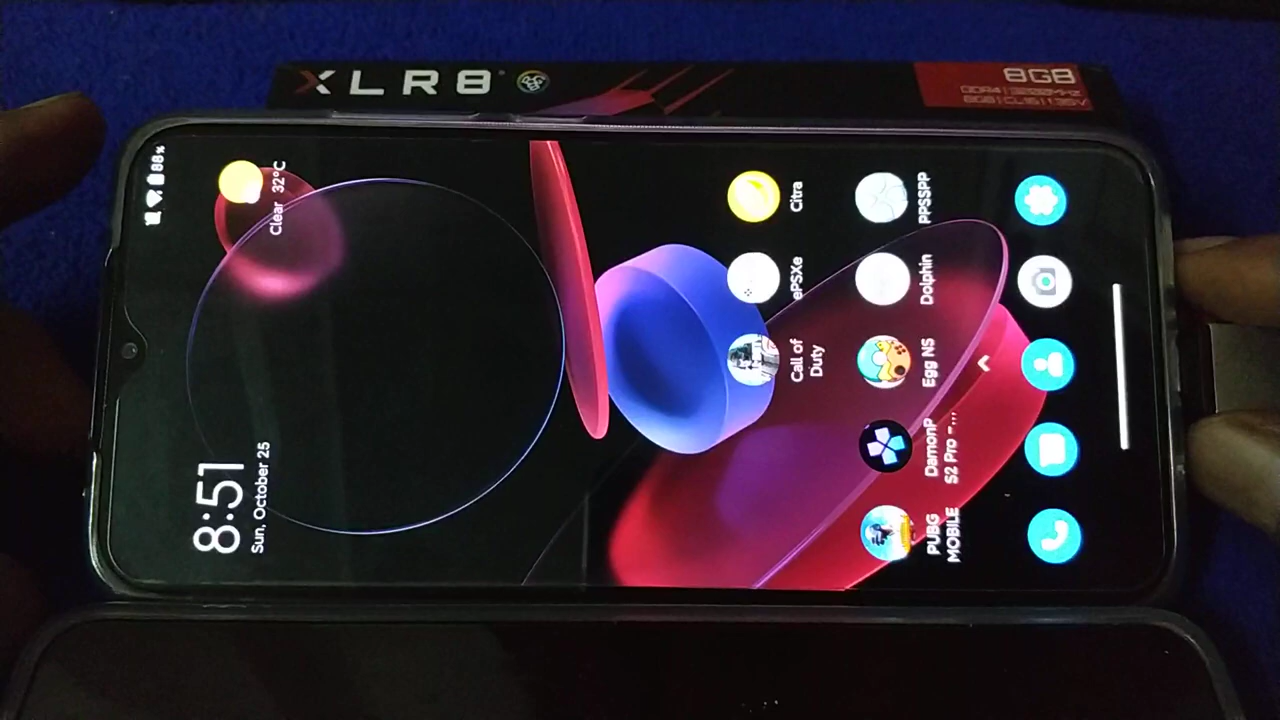 XLR8
8GB
88%
Clear 32°C
8:51
Sun, October 25
Call of
Duty
ePSXe
Citra
PUBG
MOBILE
DamonP
S2 Pro -...
Egg NS
Dolphin
PPSSPP